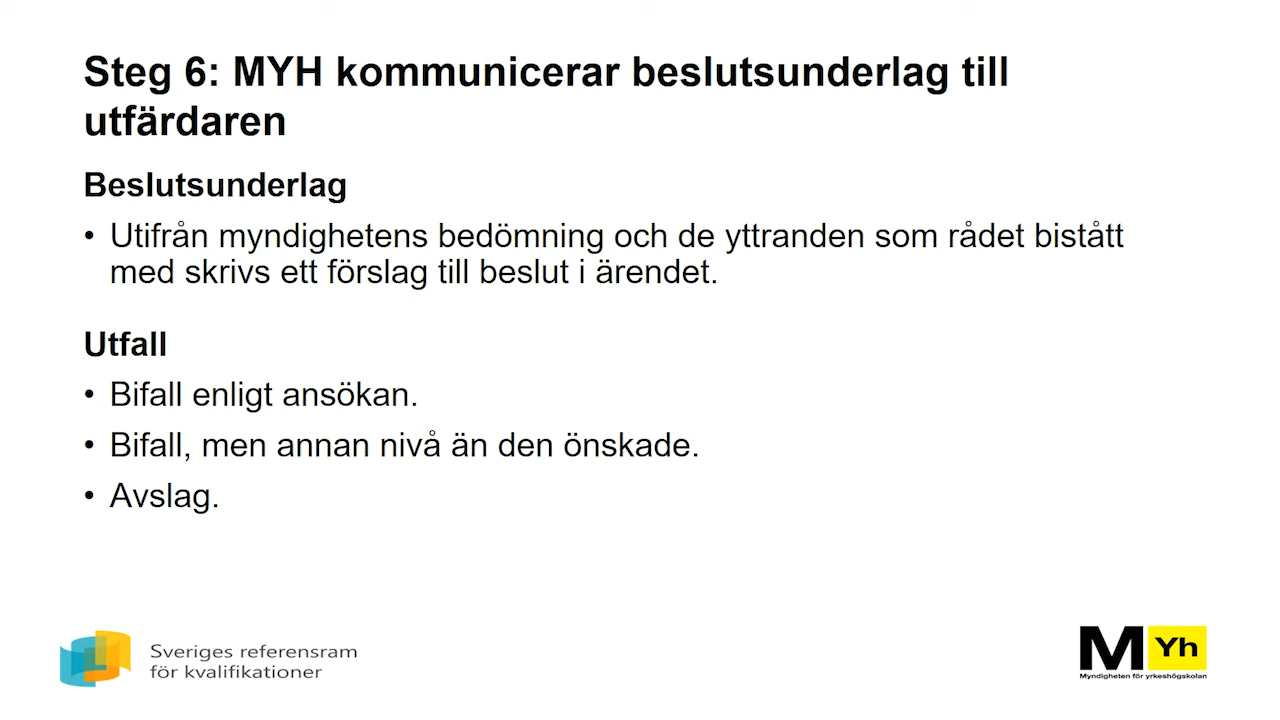 Steg 6: MYH kommunicerar beslutsunderlag till
utfärdaren
Beslutsunderlag
• Utifrån myndighetens bedömning och de yttranden som rådet bistått
med skrivs ett förslag till beslut i ärendet.
Utfall
• Bifall enligt ansökan.
• Bifall, men annan nivå än den önskade.
• Avslag.
Sveriges referensram
för kvalifikationer
MYh
Myndigheten för yrkeshögskolan